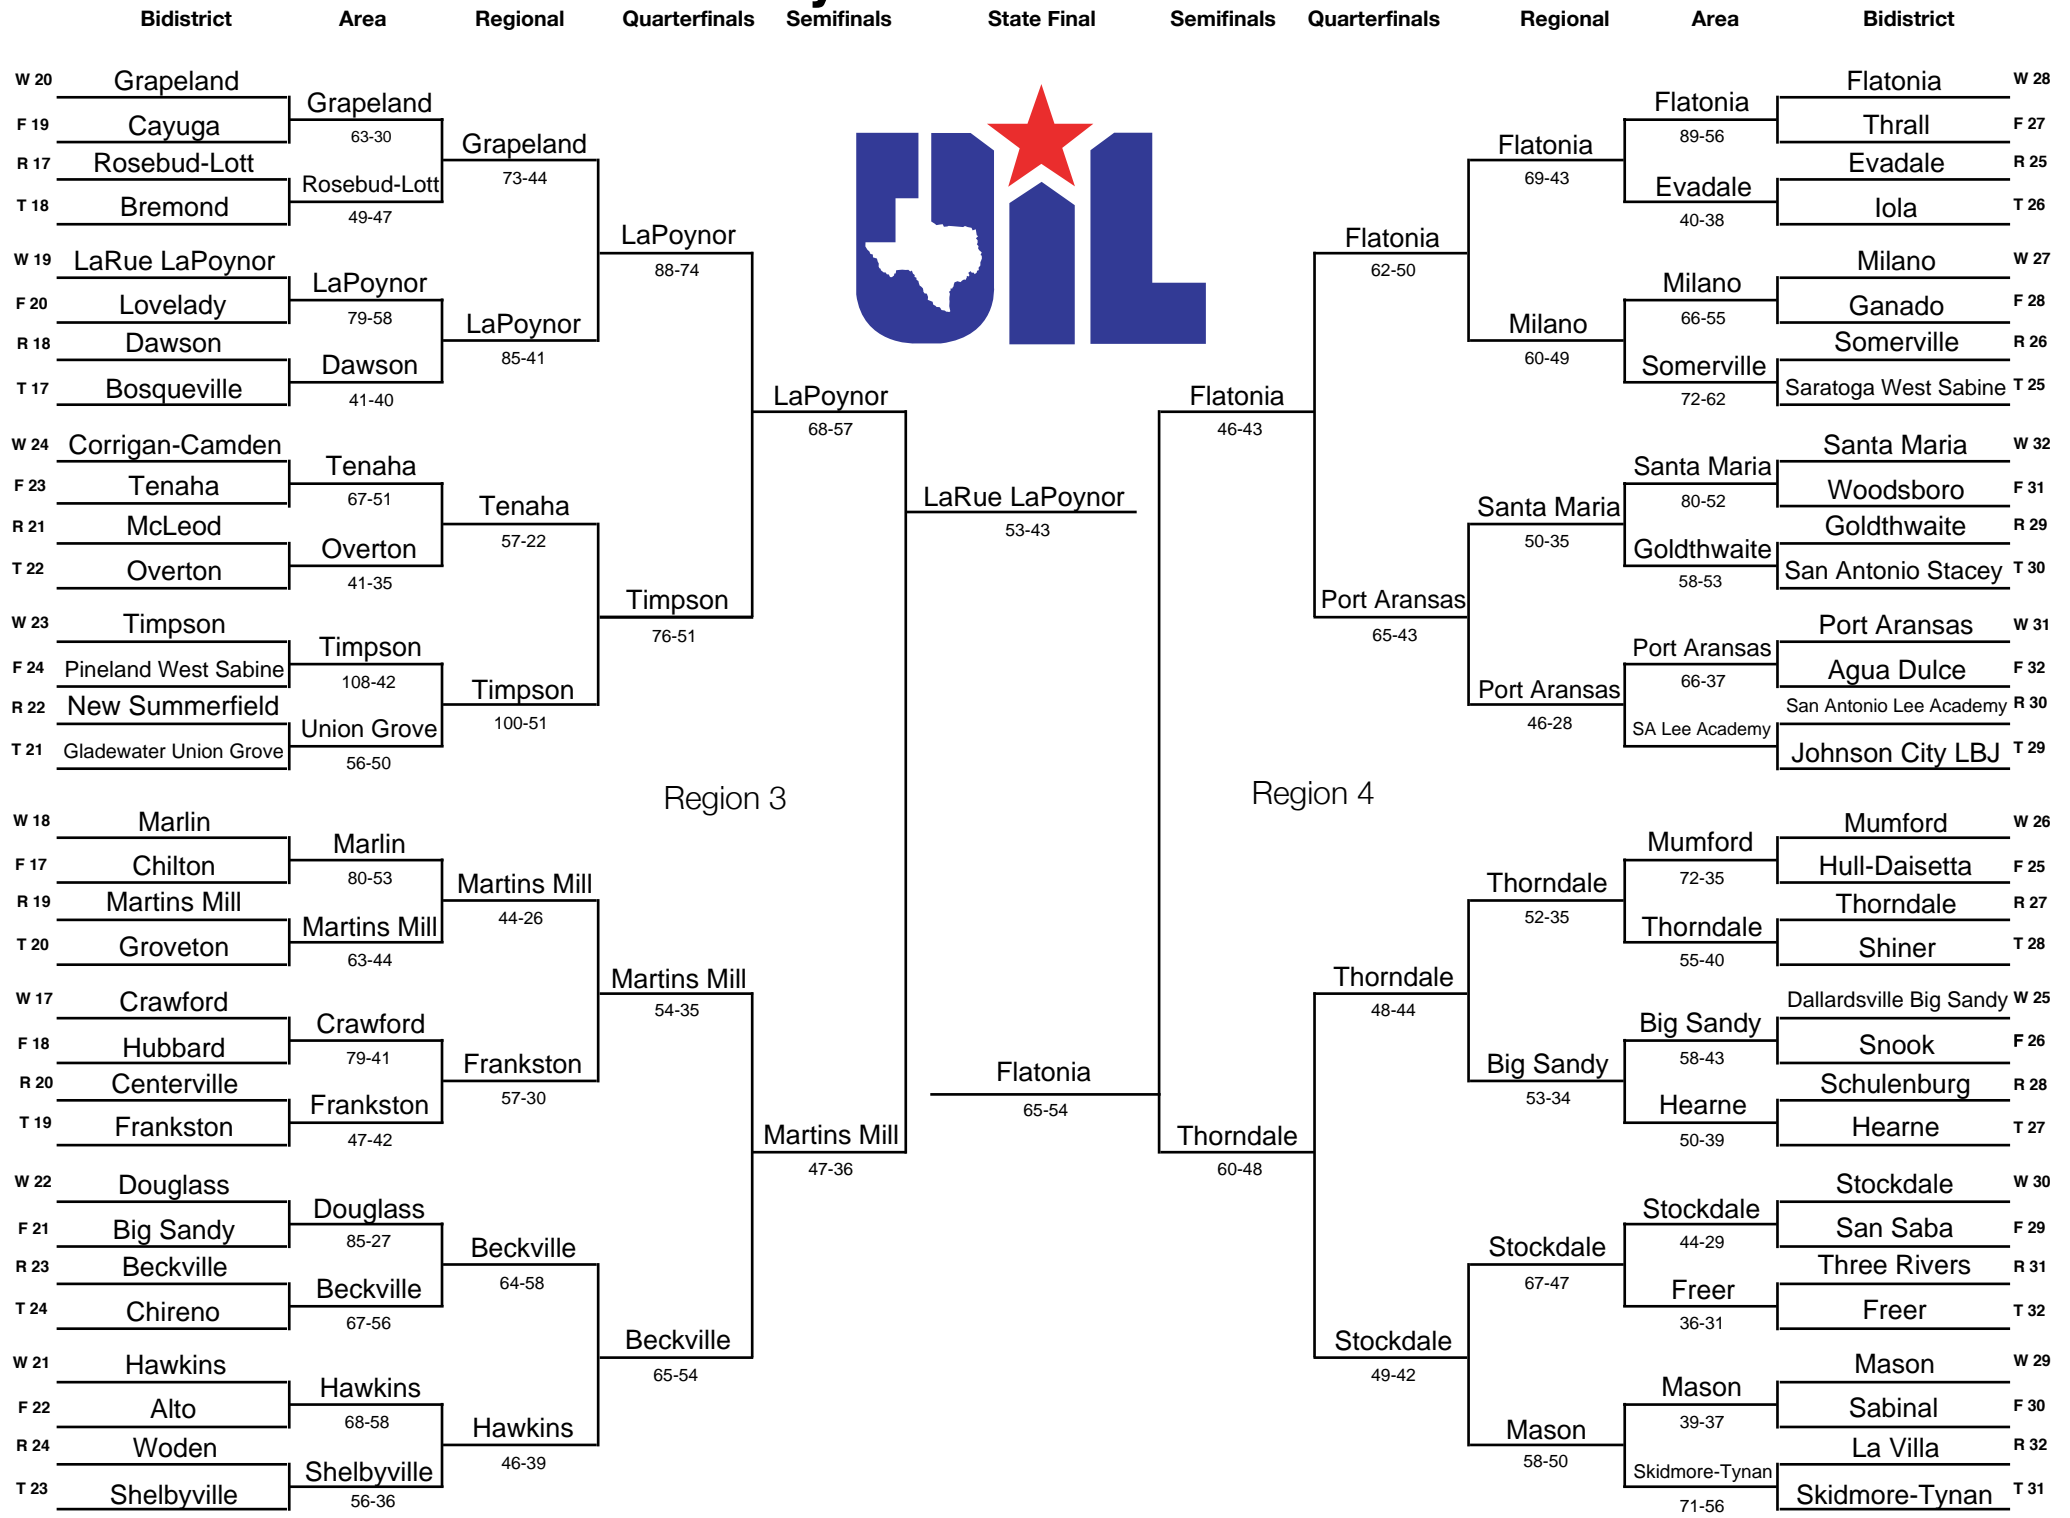 Bidistrict
Area
Regional
Quarterfinals
Semifinals
State Final
Semifinals
Quarterfinals
Regional
Area
Bidistrict
W 20 Grapeland
F 19 Cayuga
R 17 Rosebud-Lott
T 18 Bremond
W 19 LaRue LaPoynor
F 20 Lovelady
R 18 Dawson
T 17 Bosqueville
W 24 Corrigan-Camden
F 23 Tenaha
R 21 McLeod
T 22 Overton
W 23 Timpson
F 24 Pineland West Sabine
R 22 New Summerfield
T 21 Gladewater Union Grove
W 18 Marlin
F 17 Chilton
R 19 Martins Mill
T 20 Groveton
W 17 Crawford
F 18 Hubbard
R 20 Centerville
T 19 Frankston
W 22 Douglass
F 21 Big Sandy
R 23 Beckville
T 24 Chireno
W 21 Hawkins
F 22 Alto
R 24 Woden
T 23 Shelbyville
Grapeland
63-30
Rosebud-Lott
49-47
LaPoynor
79-58
Dawson
41-40
Tenaha
67-51
Overton
41-35
Timpson
108-42
Union Grove
56-50
Marlin
80-53
Martins Mill
63-44
Crawford
79-41
Frankston
47-42
Douglass
85-27
Beckville
67-56
Hawkins
68-58
Shelbyville
56-36
Grapeland
73-44
LaPoynor
85-41
Tenaha
57-22
Timpson
100-51
Martins Mill
44-26
Frankston
57-30
Beckville
64-58
Hawkins
46-39
LaPoynor
88-74
Timpson
76-51
Region 3
Martins Mill
54-35
Beckville
65-54
LaPoynor
68-57
Martins Mill
47-36
UIL
LaRue LaPoynor
53-43
Flatonia
65-54
Flatonia
46-43
Thorndale
60-48
Flatonia
62-50
Port Aransas
65-43
Region 4
Thorndale
48-44
Stockdale
49-42
Flatonia
69-43
Milano
60-49
Santa Maria
50-35
Port Aransas
46-28
Thorndale
52-35
Big Sandy
53-34
Stockdale
67-47
Mason
58-50
Flatonia
89-56
Evadale
40-38
Milano
66-55
Somerville
72-62
Santa Maria
80-52
Goldthwaite
58-53
Port Aransas
66-37
SA Lee Academy
Mumford
72-35
Thorndale
55-40
Big Sandy
58-43
Hearne
50-39
Stockdale
44-29
Freer
36-31
Mason
39-37
Skidmore-Tynan
71-56
Flatonia W 28
Thrall F 27
Evadale R 25
Iola T 26
Milano W 27
Ganado F 28
Somerville R 26
Saratoga West Sabine T 25
Santa Maria W 32
Woodsboro F 31
Goldthwaite R 29
San Antonio Stacey T 30
Port Aransas W 31
Agua Dulce F 32
San Antonio Lee Academy R 30
Johnson City LBJ T 29
Mumford W 26
Hull-Daisetta F 25
Thorndale R 27
Shiner T 28
Dallardsville Big Sandy W 25
Snook F 26
Schulenburg R 28
Hearne T 27
Stockdale W 30
San Saba F 29
Three Rivers R 31
Freer T 32
Mason W 29
Sabinal F 30
La Villa R 32
Skidmore-Tynan T 31